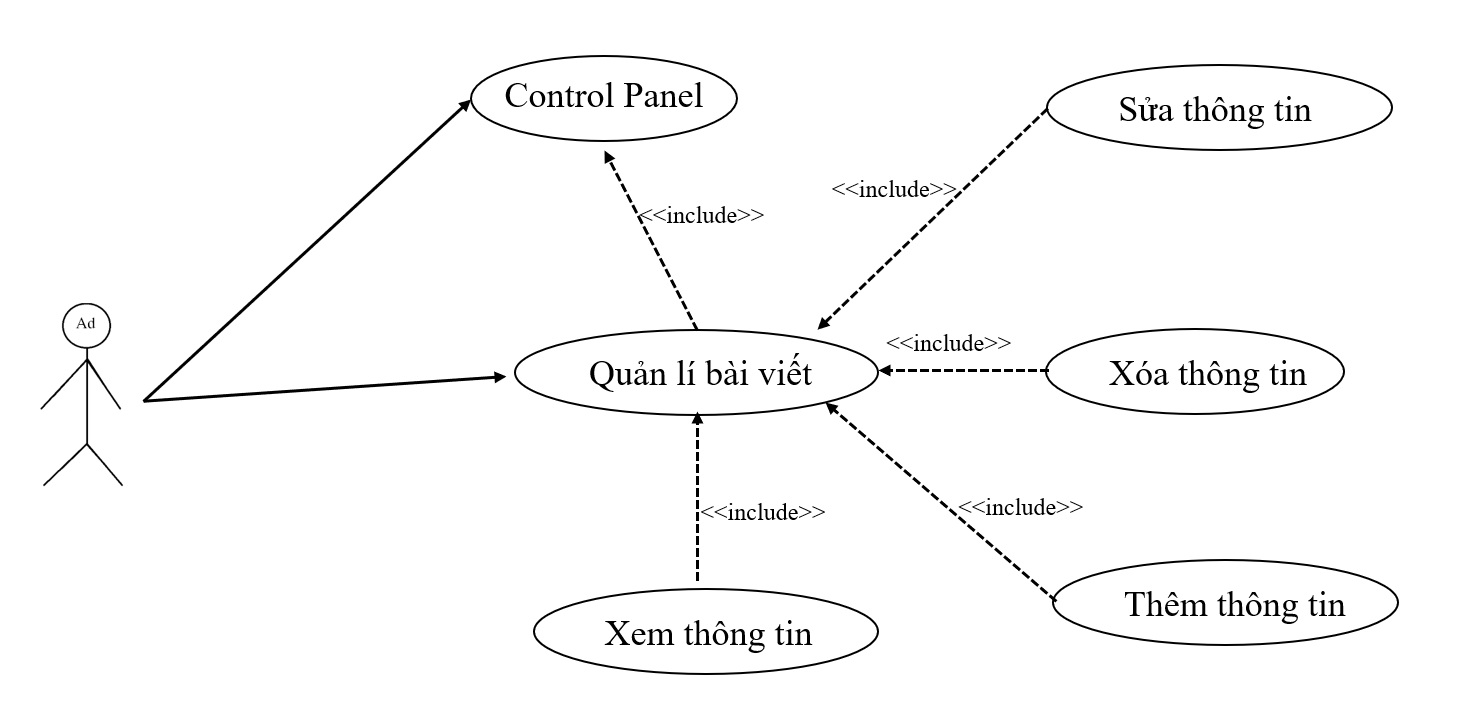 Control Panel
Sửa thông tin
<<include>>
<<include>>
Ad
<<include>>
Quản lí bài viết
Xóa thông tin
<<include>>
<<include>>
Thêm thông tin
Xem thông tin